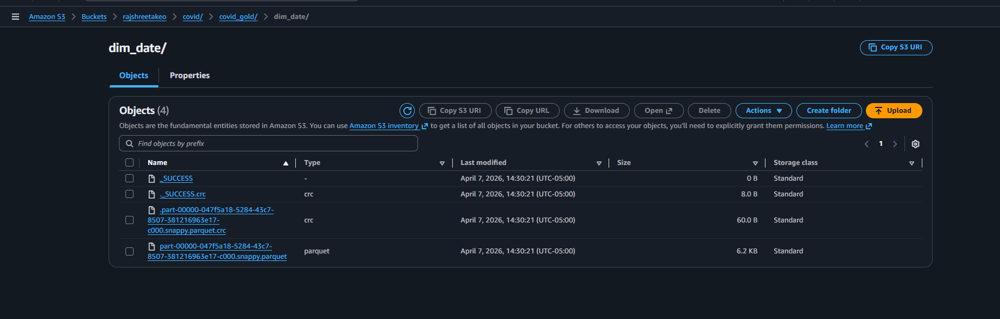 Amazon S3 > Buckets > rajshreetakeo > covid/ > covid_gold/ > dim_date/
dim_date/
Copy S3 URI
Objects
Properties
Objects (4)
Copy S3 URI
Copy URL
Download
Open
Delete
Actions
Create folder
Upload
Objects are the fundamental entities stored in Amazon S3. You can use Amazon S3 inventory to get a list of all objects in your bucket. For others to access your objects, you'll need to explicitly grant them permissions. Learn more
Find objects by prefix
1
Name Type Last modified Size Storage class
_SUCCESS - April 7, 2026, 14:30:21 (UTC-05:00) 0 B Standard
._SUCCESS.crc crc April 7, 2026, 14:30:21 (UTC-05:00) 8.0 B Standard
.part-00000-047f5a18-5284-43c7-
8507-381216963e17- crc April 7, 2026, 14:30:21 (UTC-05:00) 60.0 B Standard
c000.snappy.parquet.crc
part-00000-047f5a18-5284-43c7-
8507-381216963e17-c000.snappy.parquet parquet April 7, 2026, 14:30:21 (UTC-05:00) 6.2 KB Standard